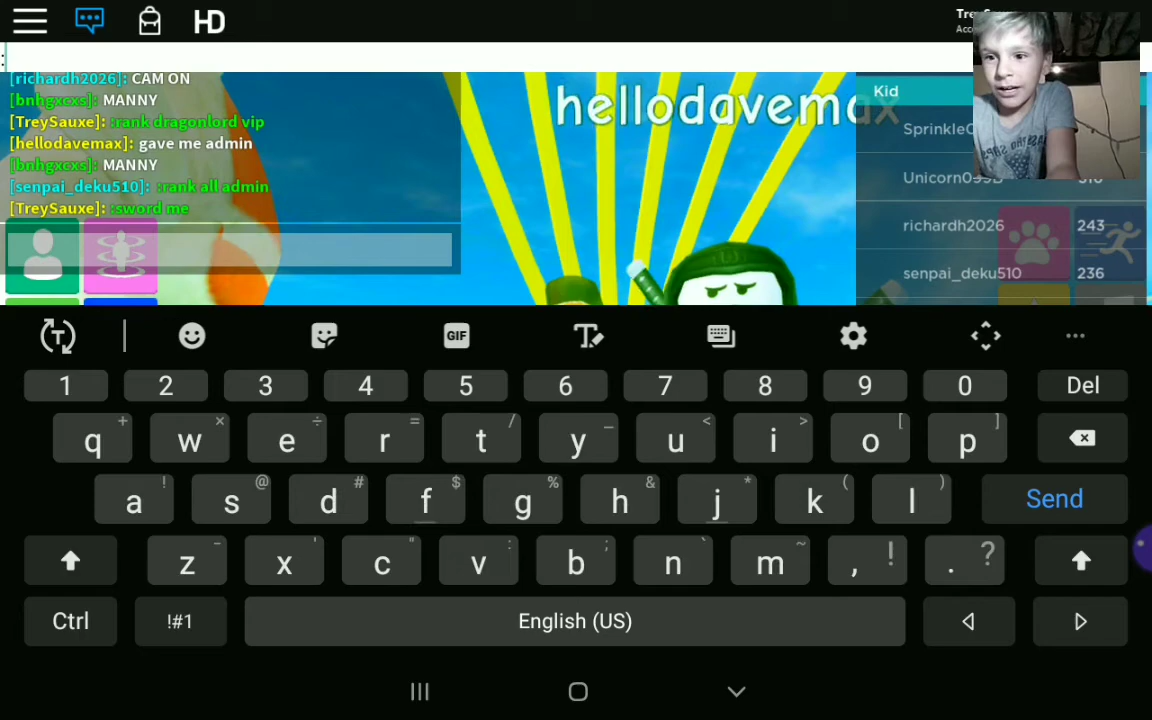 HD
:
[richardh2026]: CAM ON
[bnhgxcxs]: MANNY
[TreySauxe]: :rank dragonlord vip
[hellodavemax]: gave me admin
[bnhgxcxs]: MANNY
[senpai_deku510]: :rank all admin
[TreySauxe]: :sword me
hellodavemax
Kid
richardh2026 243
senpai_deku510 236
T GIF T
1 2 3 4 5 6 7 8 9 0 Del
+ × ÷ = / _ < > [ ]
q w e r t y u i o p
! @ # $ % & * ( )
a s d f g h j k l Send
- ' " : ; ` ~ ! ?
z x c v b n m , .
Ctrl !#1 English (US)